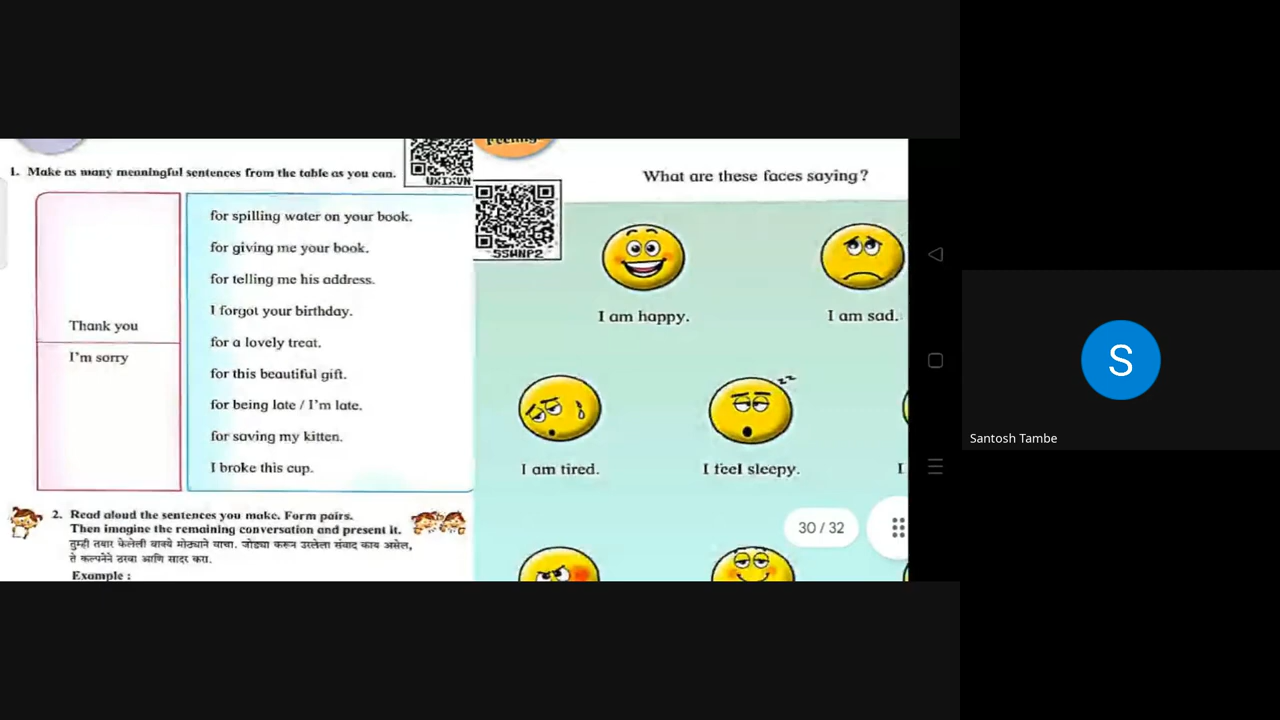 1. Make as many meaningful sentences from the table as you can.
UKIXVN
Thank you
I'm sorry
for spilling water on your book.
for giving me your book.
for telling me his address.
I forgot your birthday.
for a lovely treat.
for this beautiful gift.
for being late / I'm late.
for saving my kitten.
I broke this cup.
2. Read aloud the sentences you make. Form pairs.
Then imagine the remaining conversation and present it.
तुम्ही तयार केलेली वाक्ये मोठ्याने वाचा. जोड्या करून उरलेला संवाद काय असेल,
ते कल्पनेने ठरवा आणि सादर करा.
Example :
What are these faces saying?
S5WNP2
I am happy.
I am sad.
I am tired.
I feel sleepy.
I
30 / 32
S
Santosh Tambe